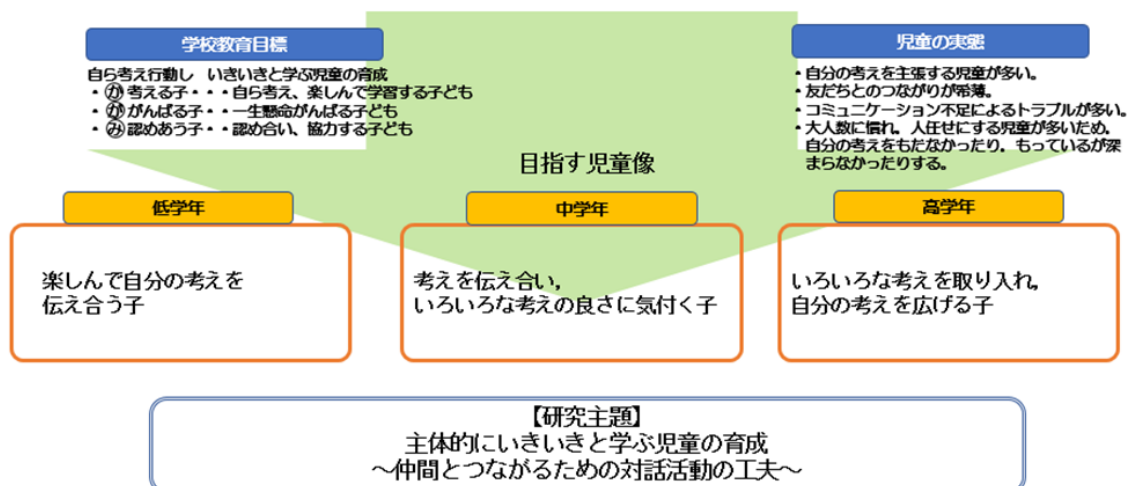 学校教育目標
自ら考え行動し いきいきと学ぶ児童の育成
・か 考える子・・・自ら考え、楽しんで学習する子ども
・が がんばる子・・一生懸命がんばる子ども
・み 認めあう子・・認め合い、協力する子ども
児童の実態
・自分の考えを主張する児童が多い。
・友だちとのつながりが希薄。
・コミュニケーション不足によるトラブルが多い。
・大人数に慣れ，人任せにする児童が多いため，
自分の考えをもたなかったり，もっているが深
まらなかったりする。
目指す児童像
低学年
楽しんで自分の考えを
伝え合う子
中学年
考えを伝え合い，
いろいろな考えの良さに気付く子
高学年
いろいろな考えを取り入れ，
自分の考えを広げる子
【研究主題】
主体的にいきいきと学ぶ児童の育成
～仲間とつながるための対話活動の工夫～